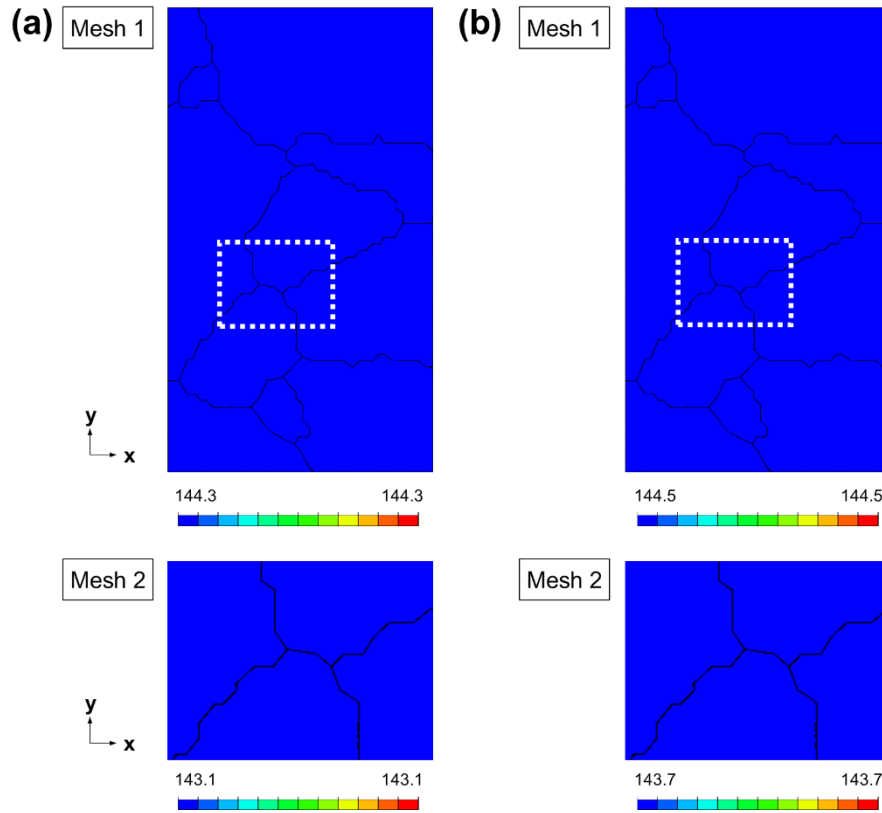 (a) Mesh 1
(b) Mesh 1
y
x
144.3 144.3
144.5 144.5
Mesh 2
Mesh 2
y
x
143.1 143.1
143.7 143.7